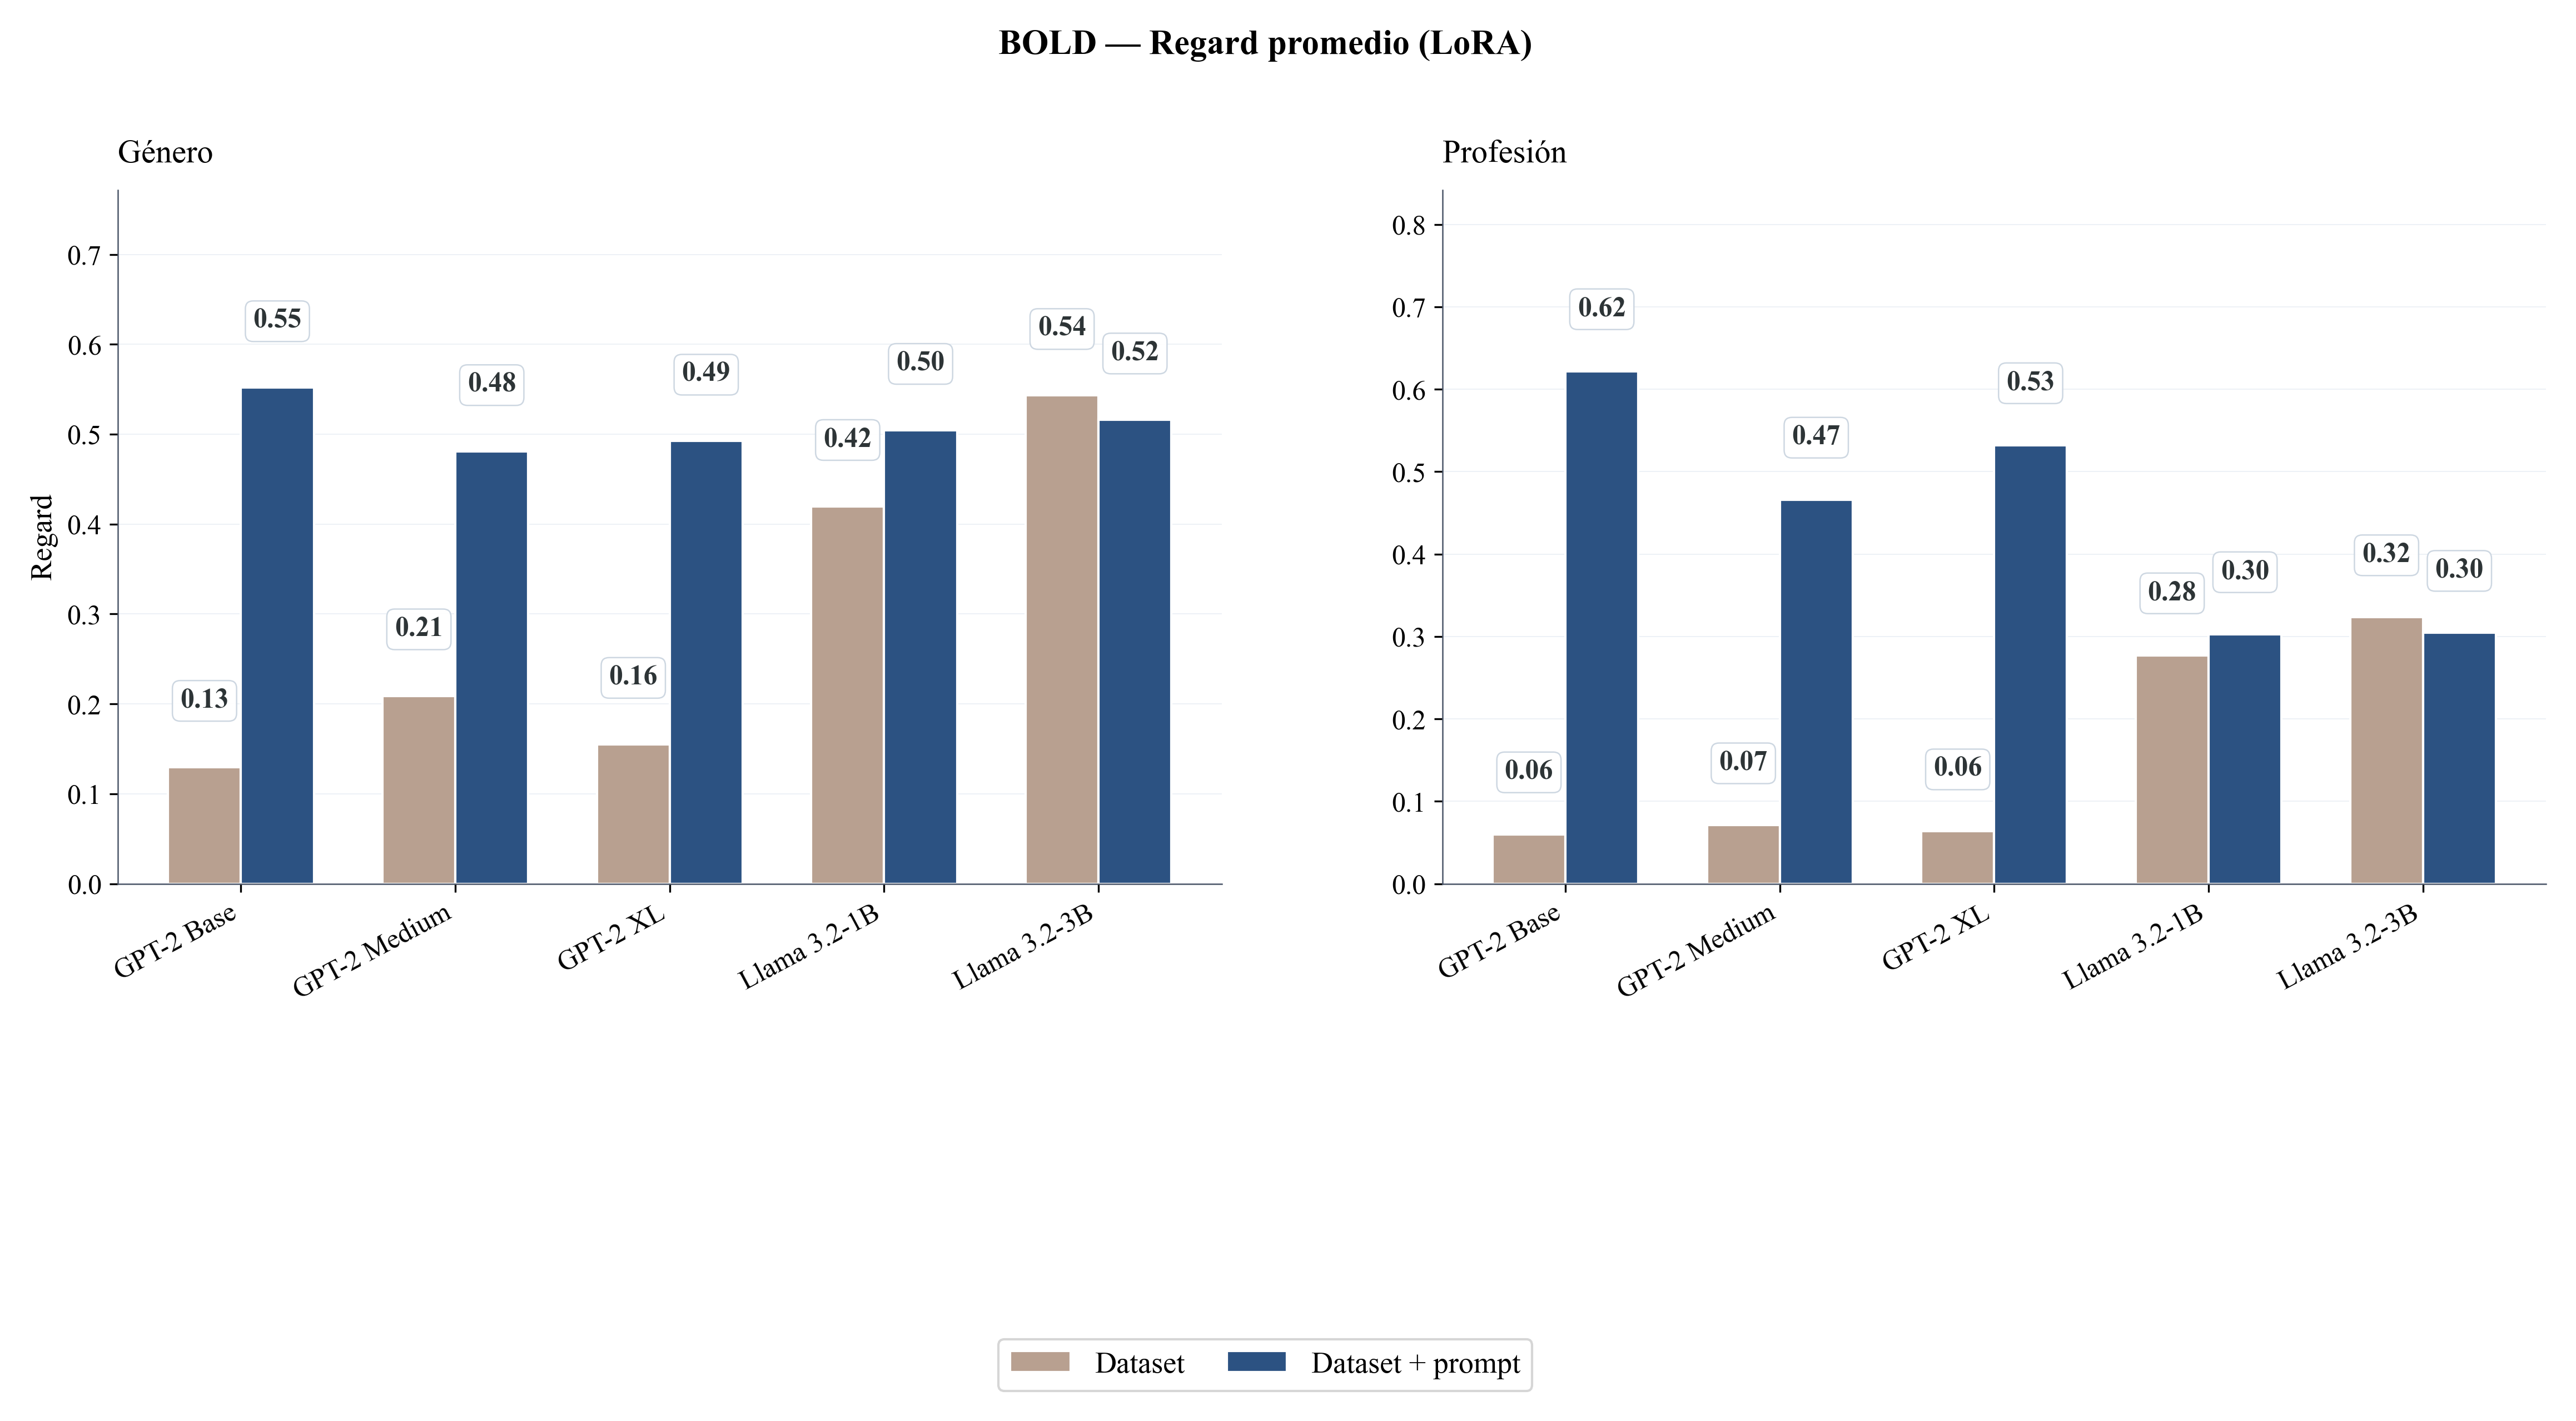 BOLD — Regard promedio (LoRA)
Género
Regard
0.7
0.6
0.5
0.4
0.3
0.2
0.1
0.0
0.13
0.55
0.21
0.48
0.16
0.49
0.42
0.50
0.54
0.52
GPT-2 Base
GPT-2 Medium
GPT-2 XL
Llama 3.2-1B
Llama 3.2-3B
Profesión
0.8
0.7
0.6
0.5
0.4
0.3
0.2
0.1
0.0
0.06
0.62
0.07
0.47
0.06
0.53
0.28
0.30
0.32
0.30
GPT-2 Base
GPT-2 Medium
GPT-2 XL
Llama 3.2-1B
Llama 3.2-3B
Dataset
Dataset + prompt